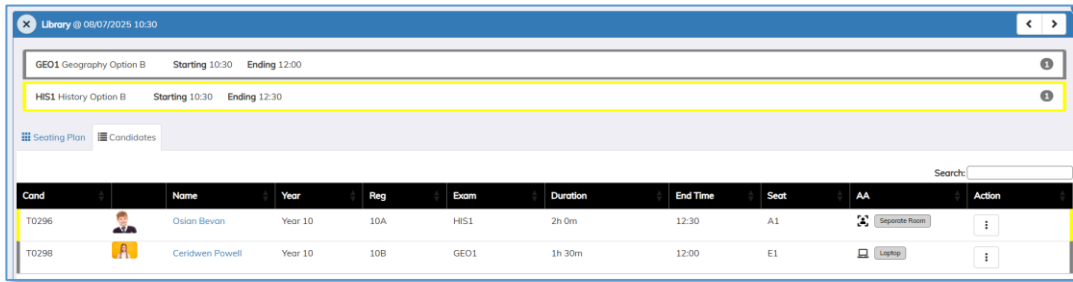 Library @ 08/07/2025 10:30
GEO1 Geography Option B Starting 10:30 Ending 12:00 1
HIS1 History Option B Starting 10:30 Ending 12:30 1
Seating Plan Candidates
Search:
Cand Name Year Reg Exam Duration End Time Seat AA Action
T0296 Osian Bevan Year 10 10A HIS1 2h 0m 12:30 A1 Separate Room
T0298 Ceridwen Powell Year 10 10B GEO1 1h 30m 12:00 E1 Laptop